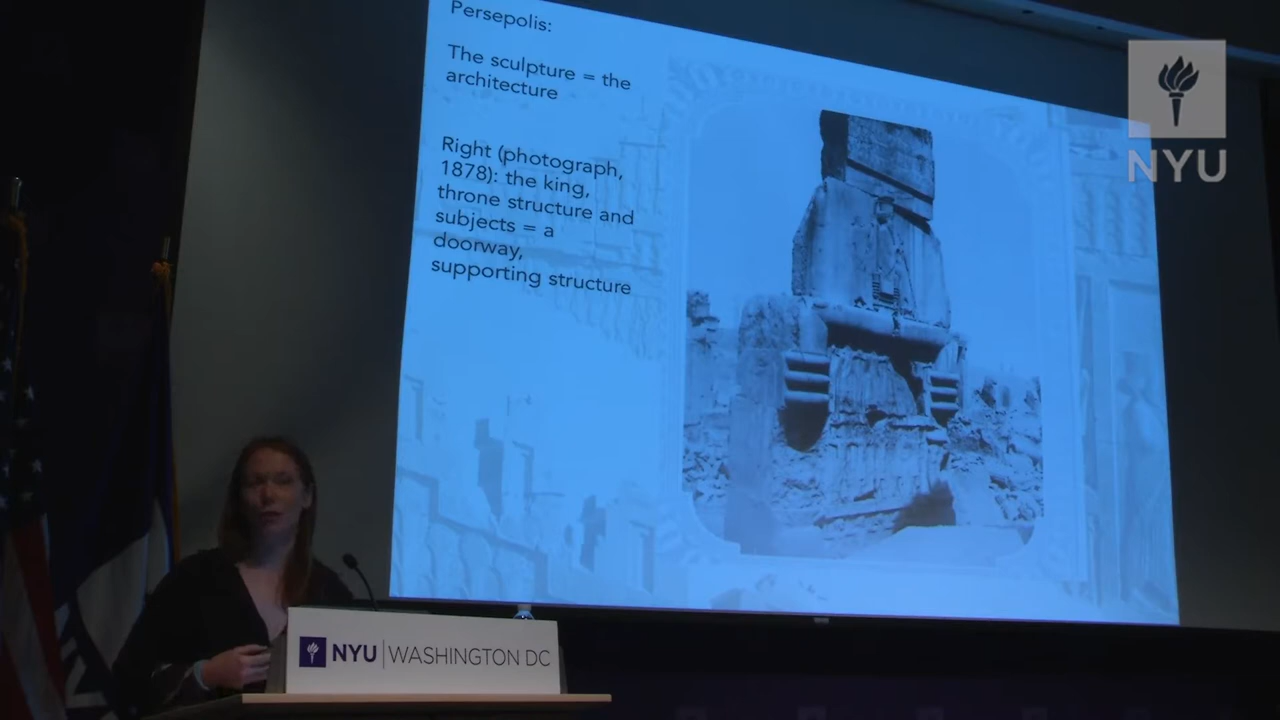 Persepolis:
The sculpture = the
architecture
Right (photograph,
1878): the king,
throne structure and
subjects = a
doorway,
supporting structure
NYU
NYU WASHINGTON DC